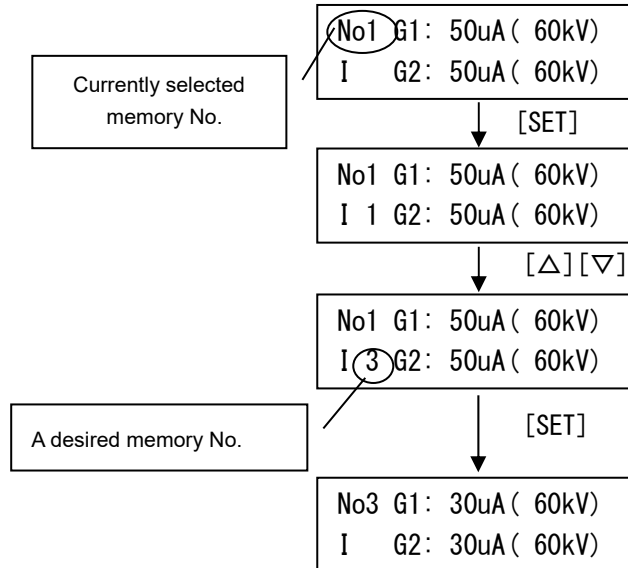 No1 G1: 50uA( 60kV)
I G2: 50uA( 60kV)
Currently selected
memory No.
[SET]
No1 G1: 50uA( 60kV)
I 1 G2: 50uA( 60kV)
[△][▽]
No1 G1: 50uA( 60kV)
I 3 G2: 50uA( 60kV)
A desired memory No.
[SET]
No3 G1: 30uA( 60kV)
I G2: 30uA( 60kV)